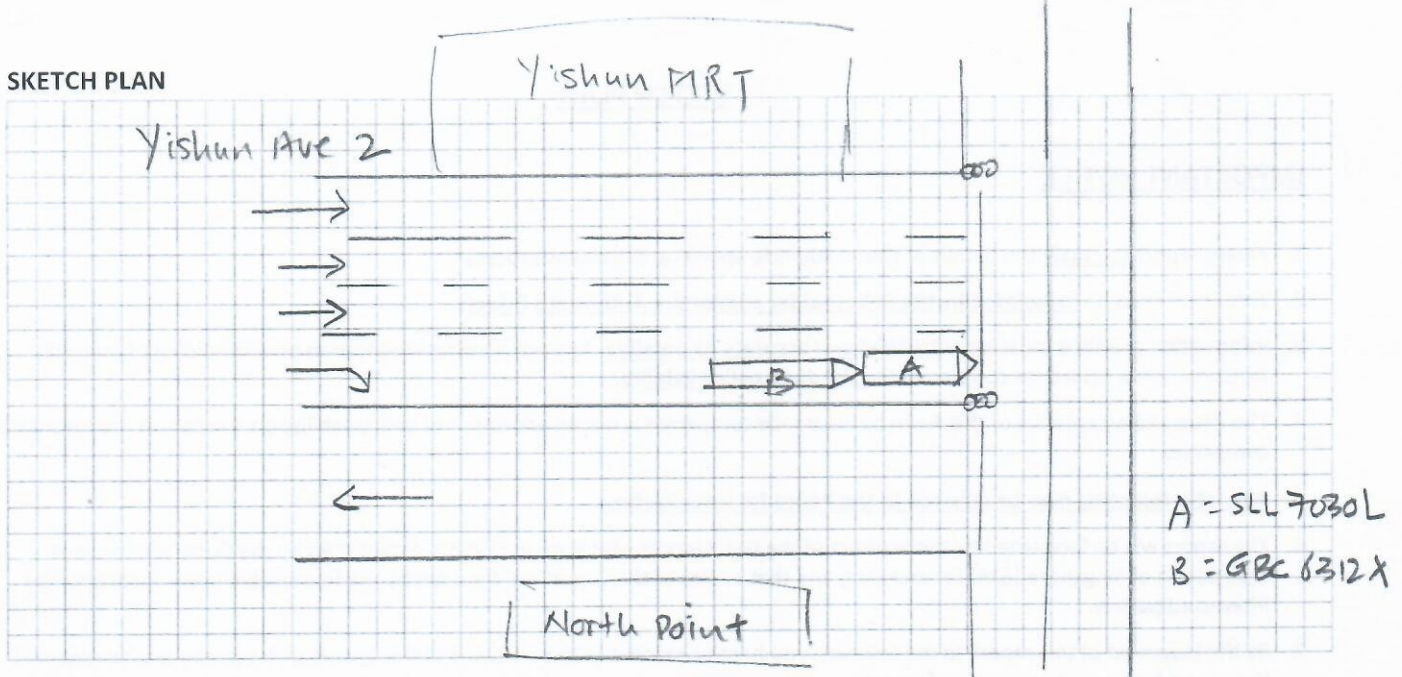 SKETCH PLAN
Yishun MRT
Yishun Ave 2
B
A
A = SLL 7030L
B = GBC 6312X
North Point